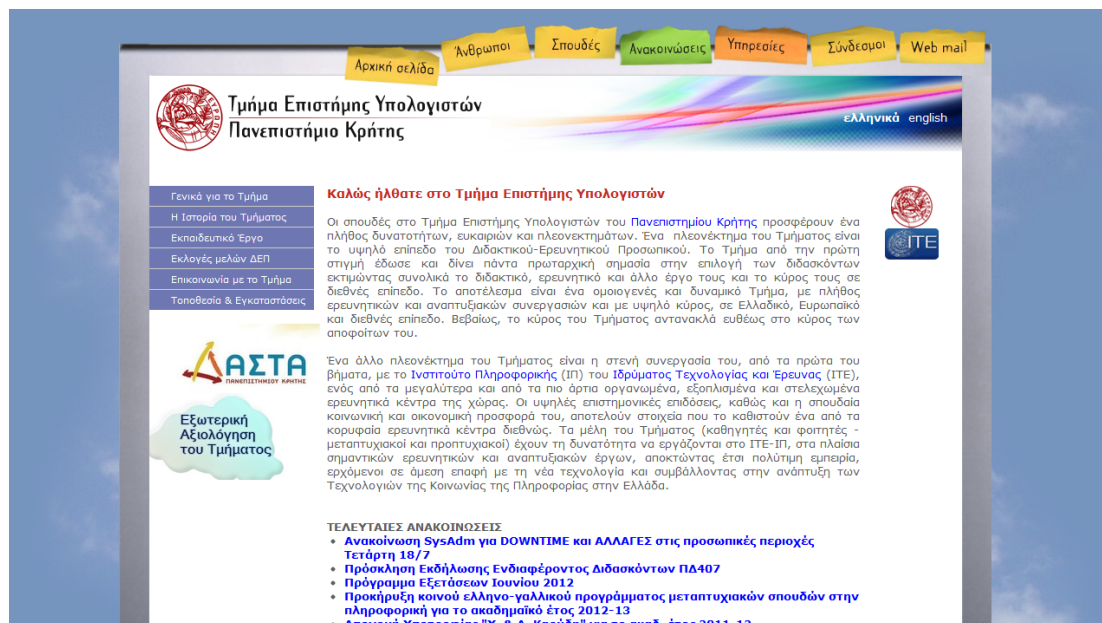 Αρχική σελίδα
Άνθρωποι
Σπουδές
Ανακοινώσεις
Υπηρεσίες
Σύνδεσμοι
Web mail
Τμήμα Επιστήμης Υπολογιστών
Πανεπιστήμιο Κρήτης
ελληνικά english
Γενικά για το Τμήμα
Η Ιστορία του Τμήματος
Εκπαιδευτικό Έργο
Εκλογές μελών ΔΕΠ
Επικοινωνία με το Τμήμα
Τοποθεσία & Εγκαταστάσεις
ΔΑΣΤΑ
ΠΑΝΕΠΙΣΤΗΜΙΟΥ ΚΡΗΤΗΣ
Εξωτερική
Αξιολόγηση
του Τμήματος
Καλώς ήλθατε στο Τμήμα Επιστήμης Υπολογιστών
Οι σπουδές στο Τμήμα Επιστήμης Υπολογιστών του Πανεπιστημίου Κρήτης προσφέρουν ένα
πλήθος δυνατοτήτων, ευκαιριών και πλεονεκτημάτων. Ένα πλεονέκτημα του Τμήματος είναι
το υψηλό επίπεδο του Διδακτικού-Ερευνητικού Προσωπικού. Το Τμήμα από την πρώτη
στιγμή έδωσε και δίνει πάντα πρωταρχική σημασία στην επιλογή των διδασκόντων
εκτιμώντας συνολικά το διδακτικό, ερευνητικό και άλλο έργο τους και το κύρος τους σε
διεθνές επίπεδο. Το αποτέλεσμα είναι ένα ομοιογενές και δυναμικό Τμήμα, με πλήθος
ερευνητικών και αναπτυξιακών συνεργασιών και με υψηλό κύρος, σε Ελλαδικό, Ευρωπαϊκό
και διεθνές επίπεδο. Βεβαίως, το κύρος του Τμήματος αντανακλά ευθέως στο κύρος των
αποφοίτων του.
Ένα άλλο πλεονέκτημα του Τμήματος είναι η στενή συνεργασία του, από τα πρώτα του
βήματα, με το Ινστιτούτο Πληροφορικής (ΙΠ) του Ιδρύματος Τεχνολογίας και Έρευνας (ΙΤΕ),
ενός από τα μεγαλύτερα και από τα πιο άρτια οργανωμένα, εξοπλισμένα και στελεχωμένα
ερευνητικά κέντρα της χώρας. Οι υψηλές επιστημονικές επιδόσεις, καθώς και η σπουδαία
κοινωνική και οικονομική προσφορά του, αποτελούν στοιχεία που το καθιστούν ένα από τα
κορυφαία ερευνητικά κέντρα διεθνώς. Τα μέλη του Τμήματος (καθηγητές και φοιτητές -
μεταπτυχιακοί και προπτυχιακοί) έχουν τη δυνατότητα να εργάζονται στο ΙΤΕ-ΙΠ, στα πλαίσια
σημαντικών ερευνητικών και αναπτυξιακών έργων, αποκτώντας έτσι πολύτιμη εμπειρία,
ερχόμενοι σε άμεση επαφή με τη νέα τεχνολογία και συμβάλλοντας στην ανάπτυξη των
Τεχνολογιών της Κοινωνίας της Πληροφορίας στην Ελλάδα.
ΤΕΛΕΥΤΑΙΕΣ ΑΝΑΚΟΙΝΩΣΕΙΣ
Ανακοίνωση SysAdm για DOWNTIME και ΑΛΛΑΓΕΣ στις προσωπικές περιοχές
Τετάρτη 18/7
Πρόσκληση Εκδήλωσης Ενδιαφέροντος Διδασκόντων ΠΔ407
Πρόγραμμα Εξετάσεων Ιουνίου 2012
Προκήρυξη κοινού ελληνο-γαλλικού προγράμματος μεταπτυχιακών σπουδών στην
πληροφορική για το ακαδημαϊκό έτος 2012-13
ΙΤΕ